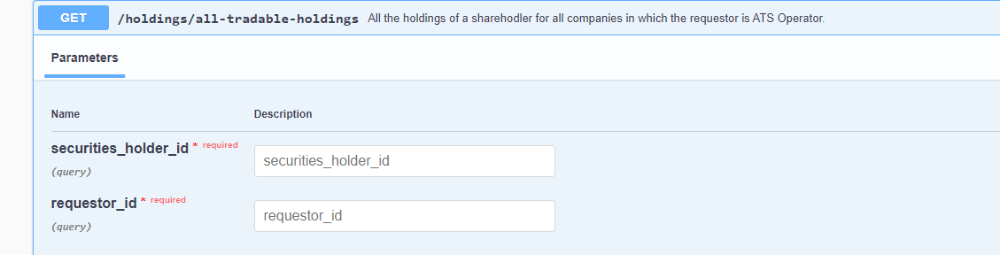 GET /holdings/all-tradable-holdings All the holdings of a sharehodler for all companies in which the requestor is ATS Operator.
Parameters
Name Description
securities_holder_id * required
securities_holder_id
(query)
requestor_id * required
requestor_id
(query)